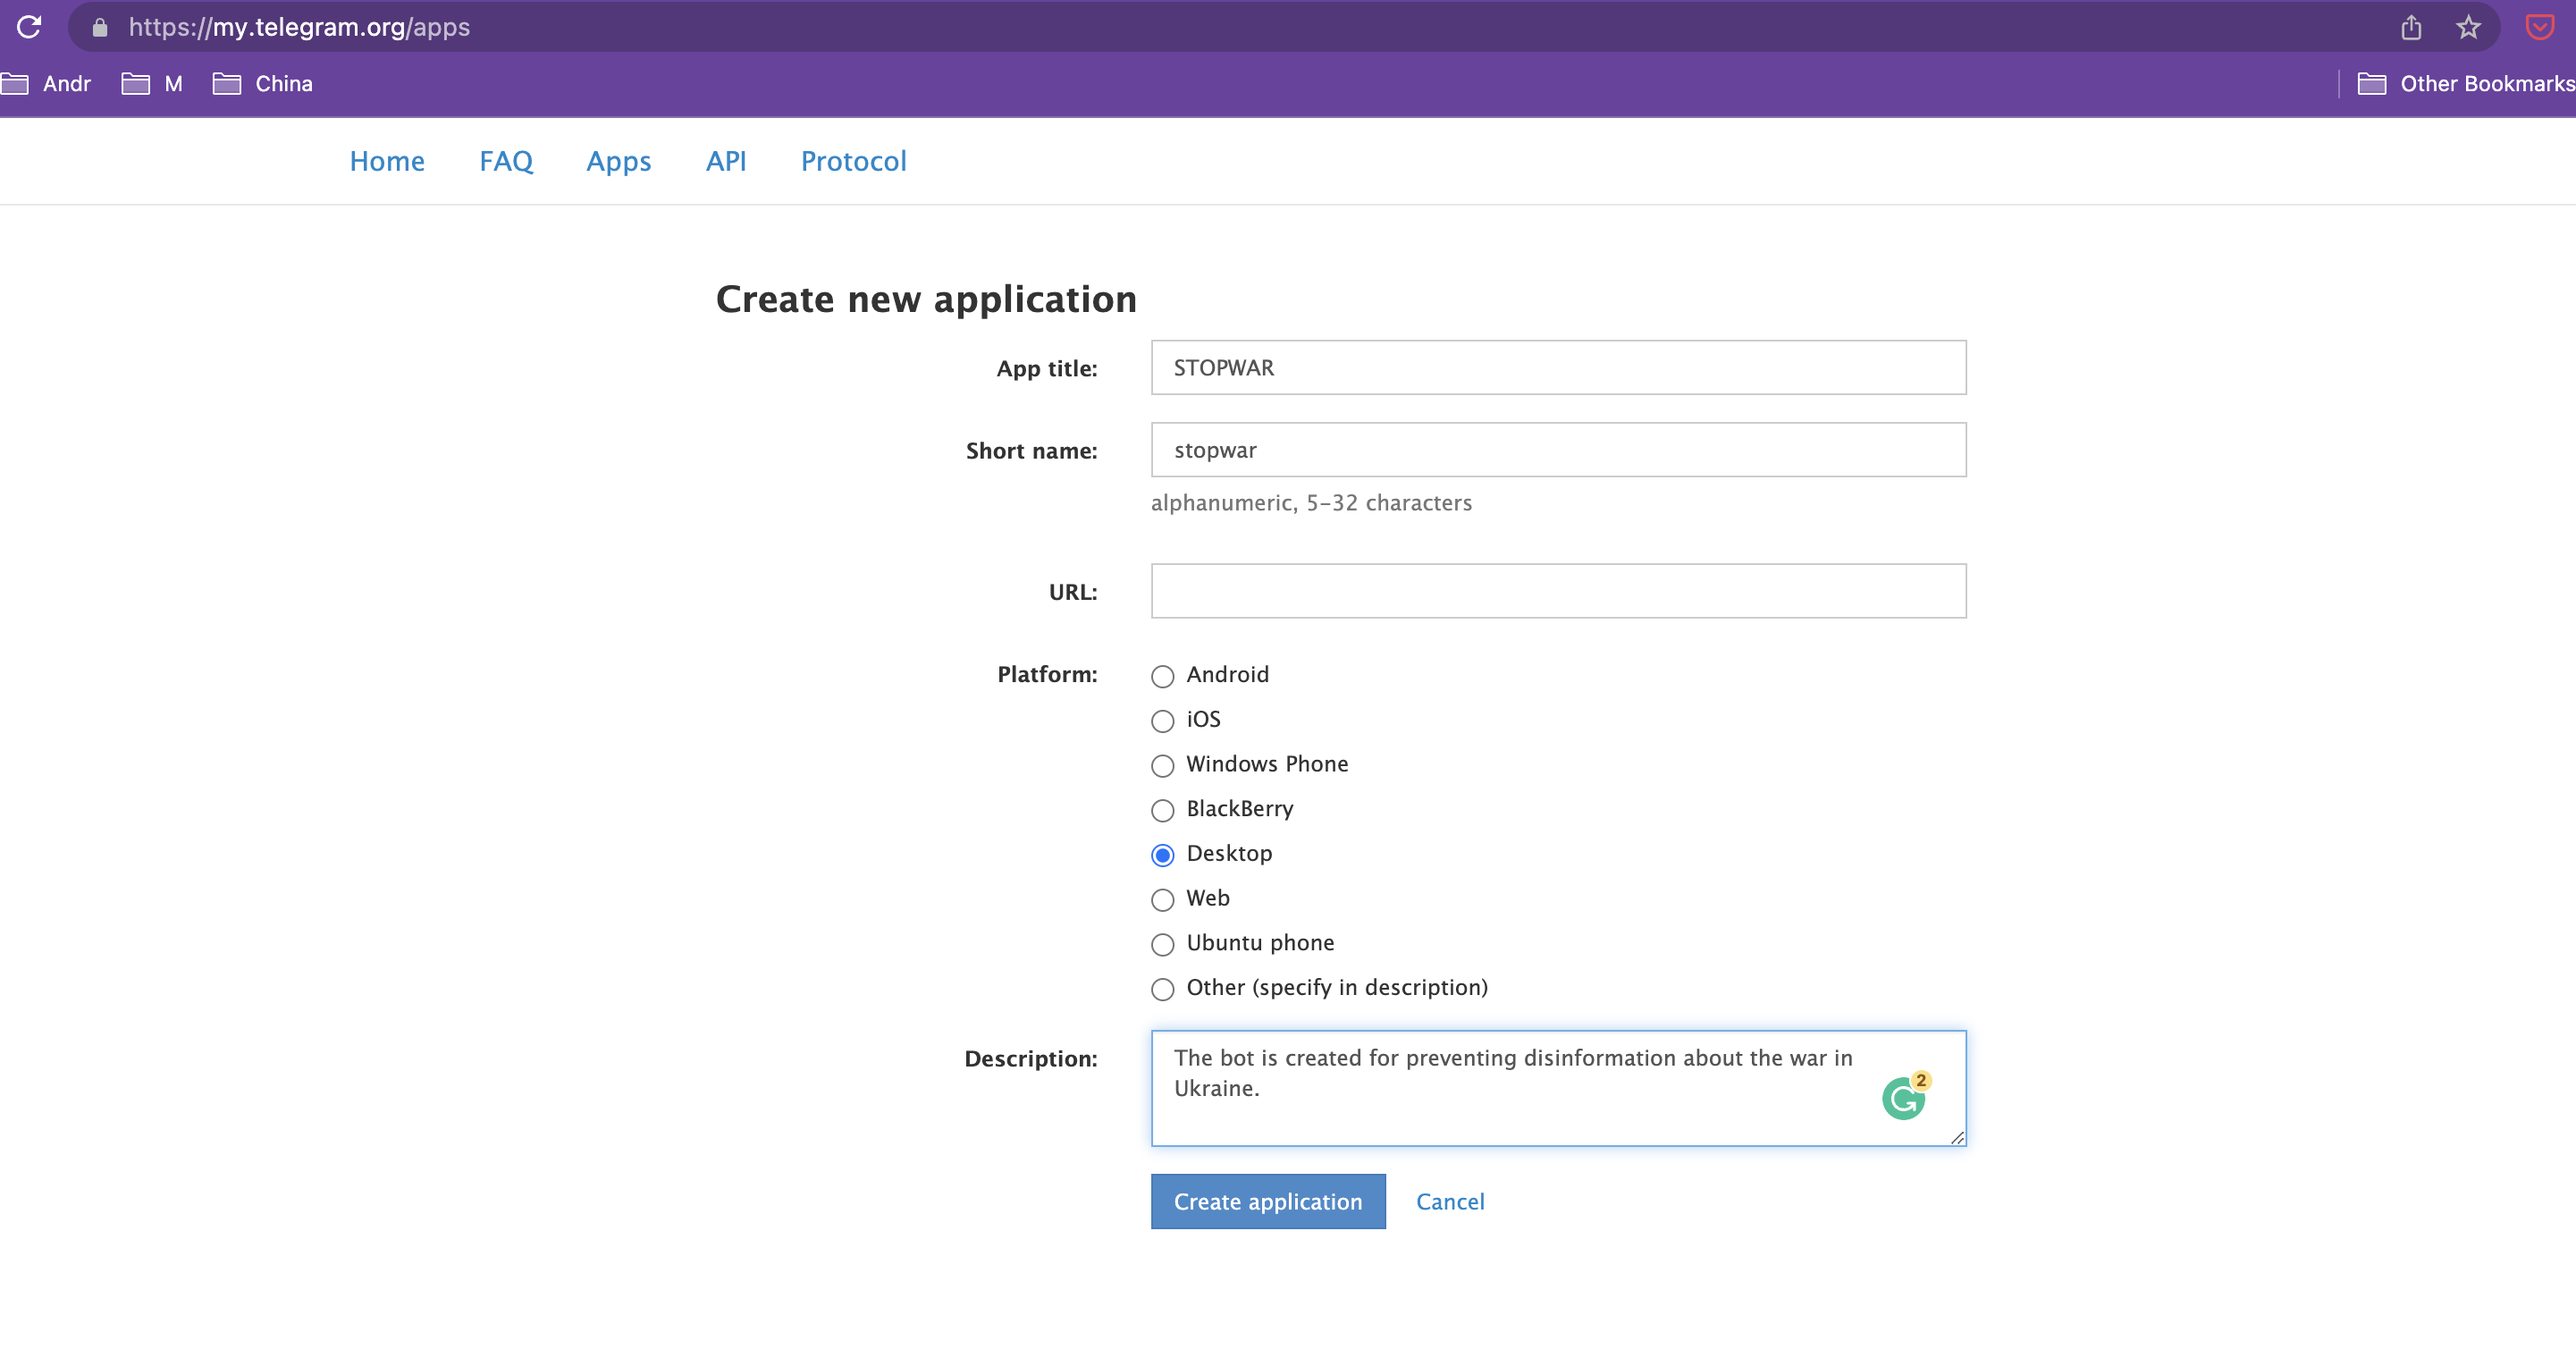 https://my.telegram.org/apps
Andr M China Other Bookmarks
Home FAQ Apps API Protocol
Create new application
App title: STOPWAR
Short name: stopwar
alphanumeric, 5-32 characters
URL:
Platform: Android
iOS
Windows Phone
BlackBerry
Desktop
Web
Ubuntu phone
Other (specify in description)
Description: The bot is created for preventing disinformation about the war in
Ukraine.
2
Create application Cancel